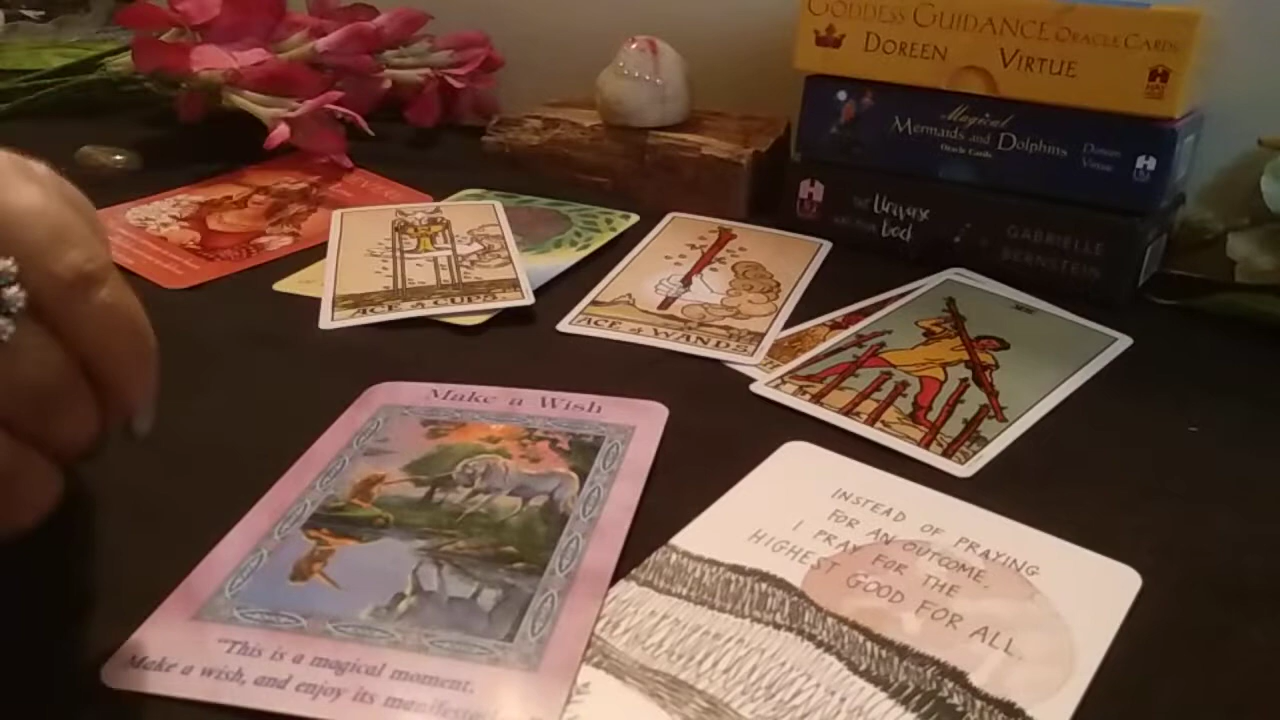 GODDESS GUIDANCE ORACLE CARDS
DOREEN VIRTUE
Magical
Mermaids and Dolphins
Oracle Cards
Doreen
Virtue
THE Universe
HAS YOUR Back
GABRIELLE
BERNSTEIN
ACE of CUPS.
ACE of WANDS
VII
Make a Wish
"This is a magical moment.
Make a wish, and enjoy its
INSTEAD OF PRAYING
FOR AN OUTCOME.
I PRAY FOR THE
HIGHEST GOOD FOR ALL.